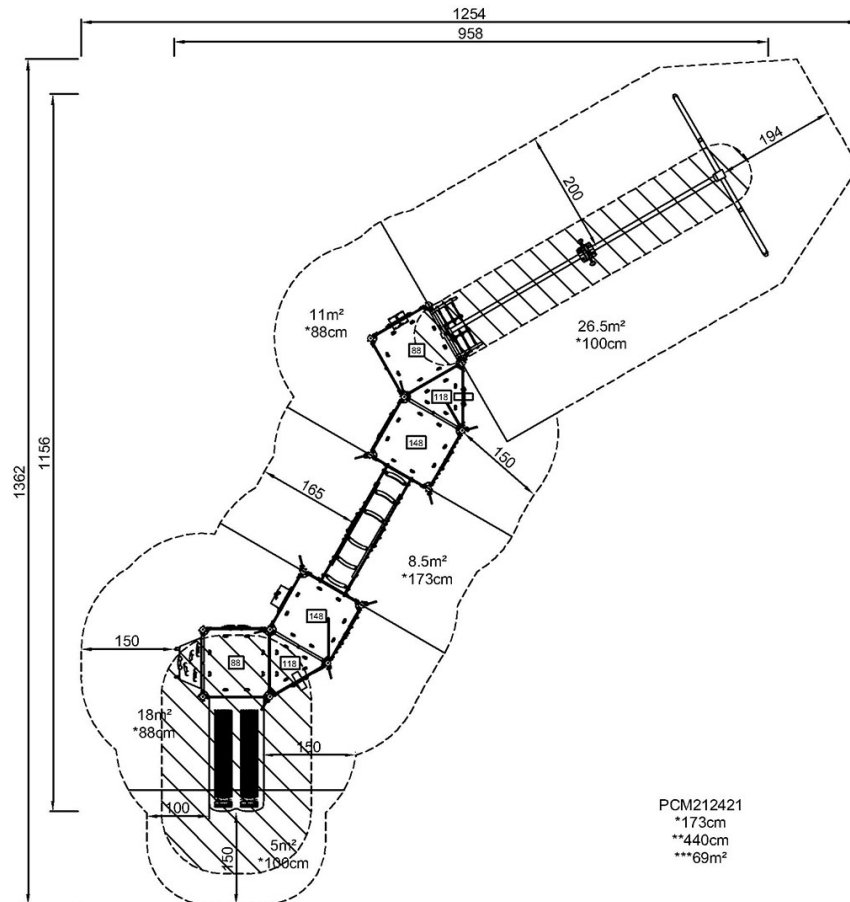 1254
958
194
200
11m²
*88cm
26.5m²
*100cm
88
118
148
150
1362
1156
165
8.5m²
*173cm
148
150
88
118
18m²
*88cm
150
100
5m²
*100cm
150
PCM212421
*173cm
**440cm
***69m²